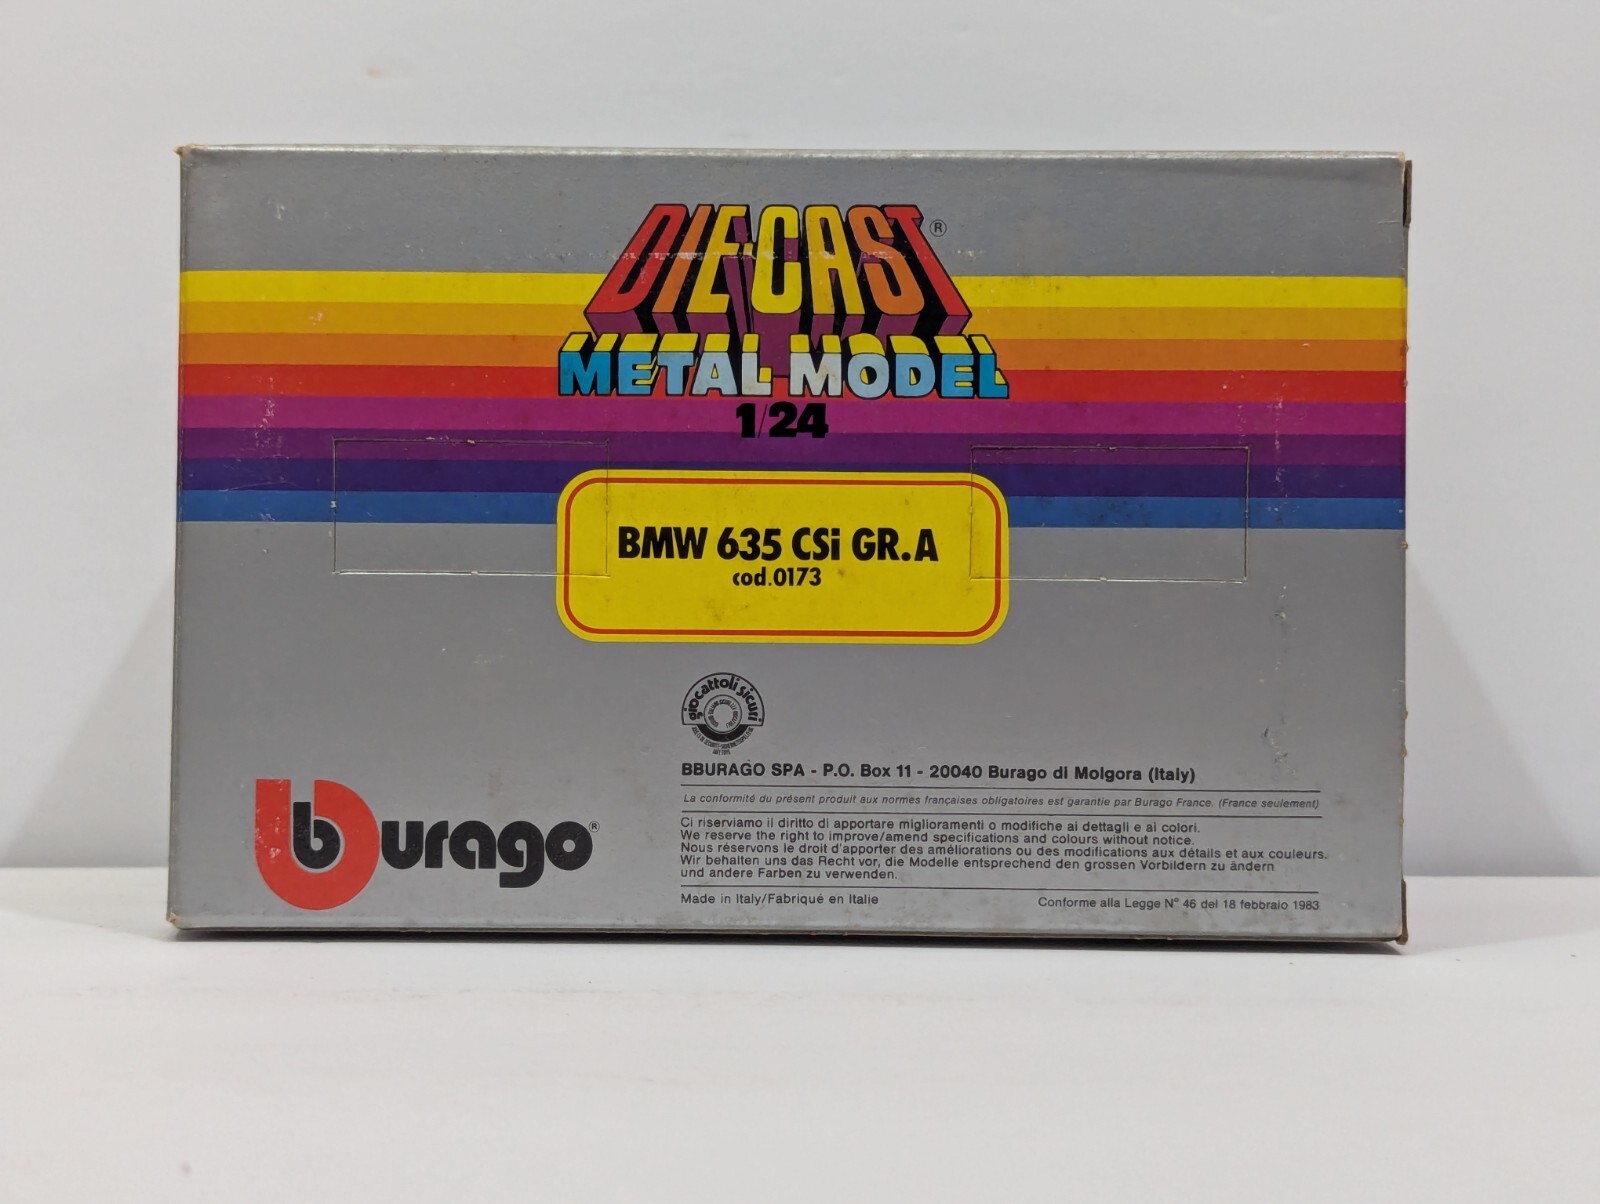 DIE-CAST®
METAL MODEL
1/24
BMW 635 CSi GR.A
cod.0173
giocattoli sicuri
BBURAGO SPA - P.O. Box 11 - 20040 Burago di Molgora (Italy)
La conformité du présent produit aux normes françaises obligatoires est garantie par Burago France. (France seulement)
Ci riserviamo il diritto di apportare miglioramenti o modifiche ai dettagli e ai colori.
We reserve the right to improve/amend specifications and colours without notice.
Nous réservons le droit d'apporter des améliorations ou des modifications aux détails et aux couleurs.
Wir behalten uns das Recht vor, die Modelle entsprechend den grossen Vorbildern zu ändern
und andere Farben zu verwenden.
Made in Italy/Fabriqué en Italie
Conforme alla Legge N° 46 del 18 febbraio 1983
bburago®